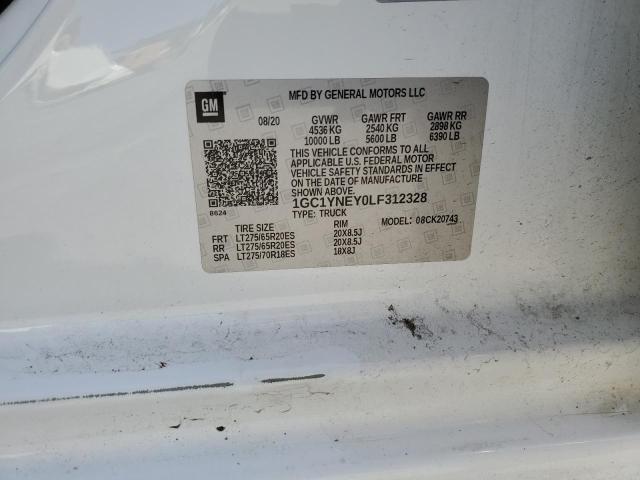 GM
MFD BY GENERAL MOTORS LLC
08/20 GVWR GAWR FRT GAWR RR
4536 KG 2540 KG 2898 KG
10000 LB 5600 LB 6390 LB
THIS VEHICLE CONFORMS TO ALL
APPLICABLE U.S. FEDERAL MOTOR
VEHICLE SAFETY STANDARDS IN
EFFECT ON THE DATE OF MANUFACTURE
SHOWN ABOVE.
1GC1YNEY0LF312328
B624
TYPE: TRUCK MODEL: 08CK20743
TIRE SIZE RIM
FRT LT275/65R20ES 20X8.5J
RR LT275/65R20ES 20X8.5J
SPA LT275/70R18ES 18X8J